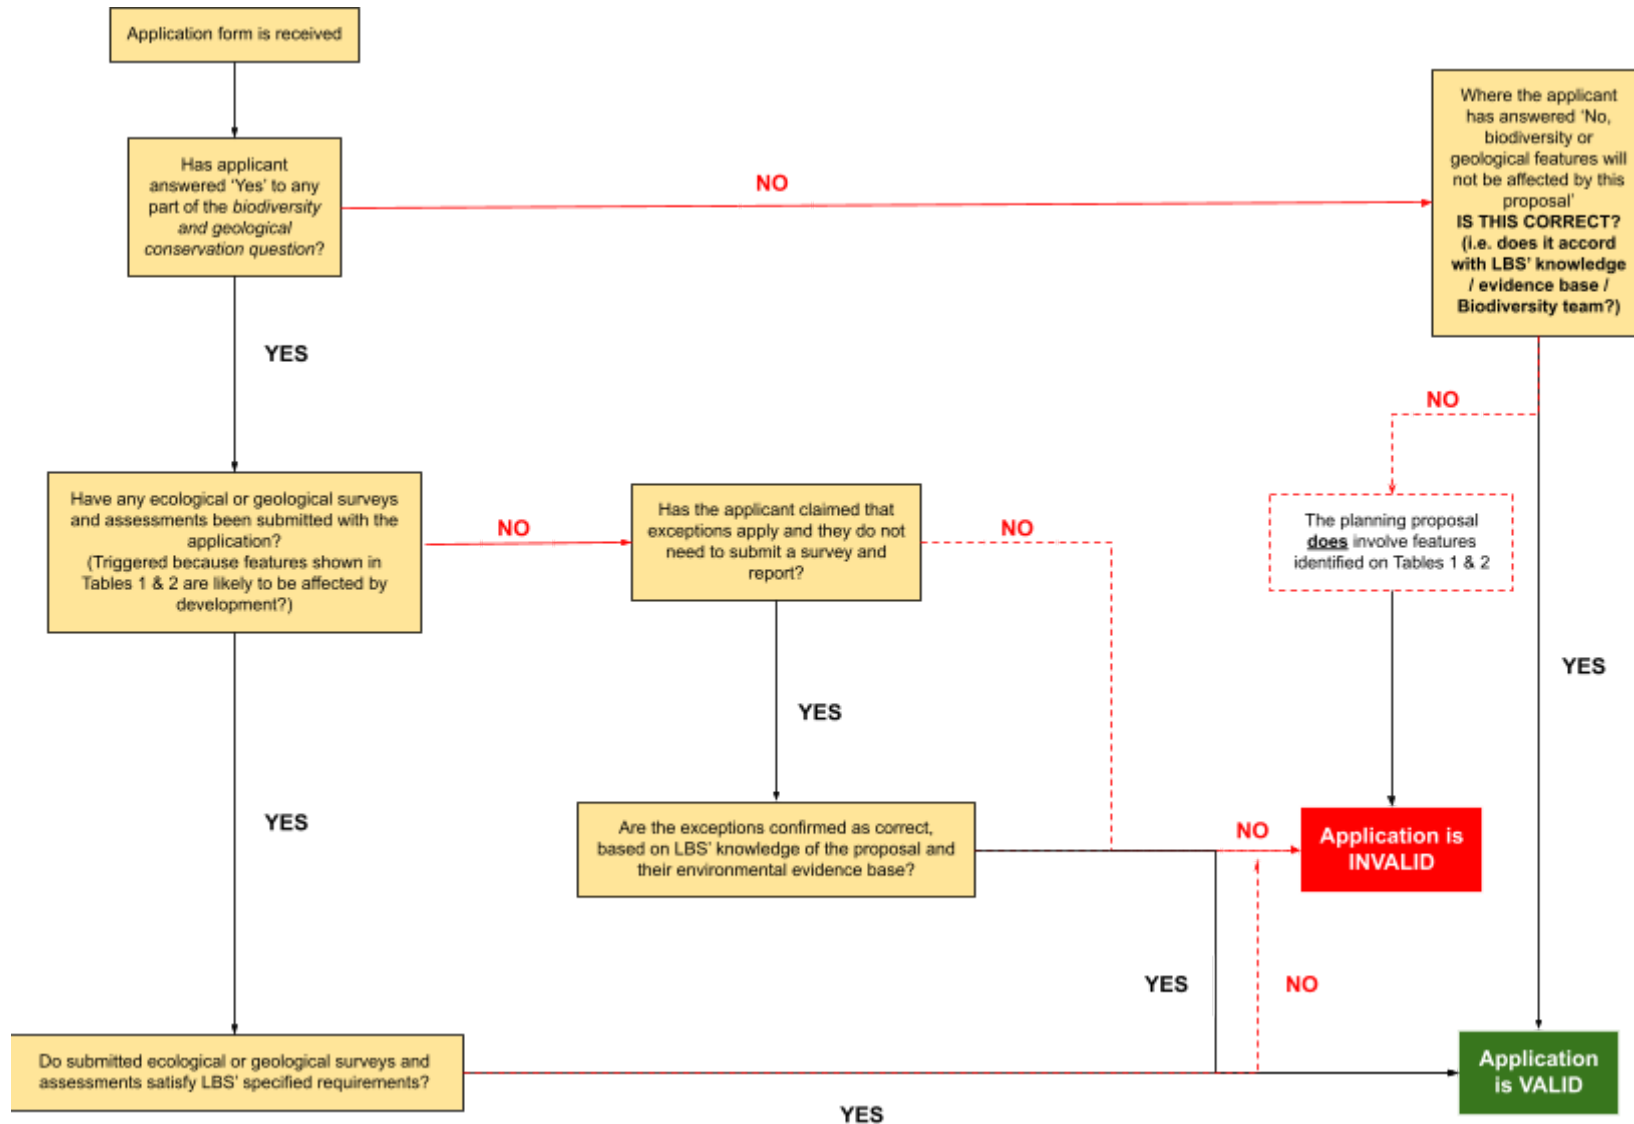 Application form is received
Has applicant
answered ‘Yes’ to any
part of the biodiversity
and geological
conservation question?
NO
Where the applicant
has answered ‘No,
biodiversity or
geological features will
not be affected by this
proposal’
IS THIS CORRECT?
(i.e. does it accord
with LBS’ knowledge
/ evidence base /
Biodiversity team?)
YES
NO
Have any ecological or geological surveys
and assessments been submitted with the
application?
(Triggered because features shown in
Tables 1 & 2 are likely to be affected by
development?)
NO
Has the applicant claimed that
exceptions apply and they do not
need to submit a survey and
report?
NO
The planning proposal
does involve features
identified on Tables 1 & 2
YES
YES
YES
Are the exceptions confirmed as correct,
based on LBS’ knowledge of the proposal and
their environmental evidence base?
NO
Application is
INVALID
YES
NO
Do submitted ecological or geological surveys and
assessments satisfy LBS’ specified requirements?
YES
Application
is VALID